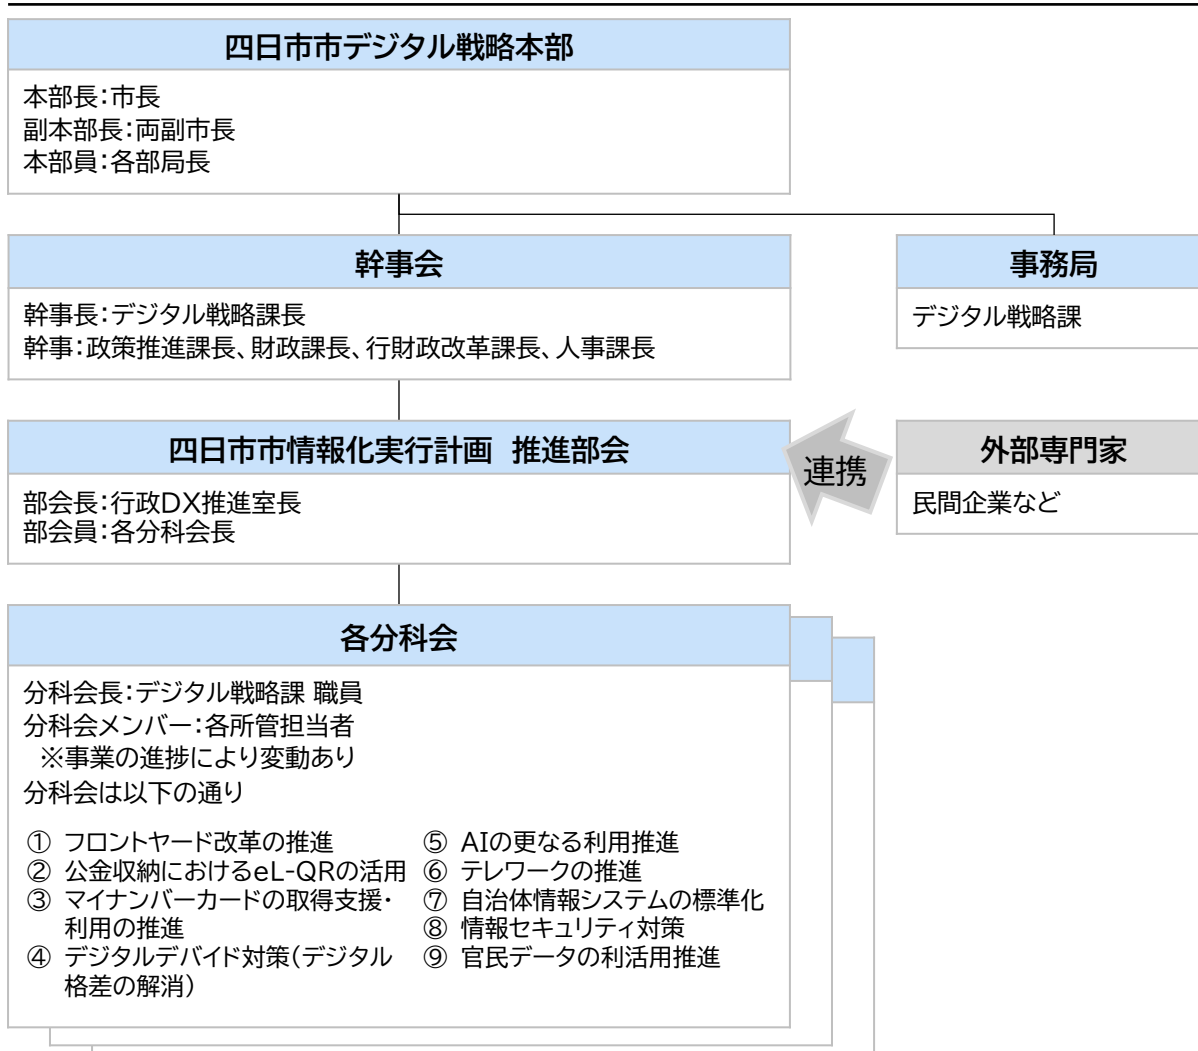 四日市市デジタル戦略本部
本部長：市長
副本部長：両副市長
本部員：各部局長
幹事会
幹事長：デジタル戦略課長
幹事：政策推進課長、財政課長、行財政改革課長、人事課長
事務局
デジタル戦略課
四日市市情報化実行計画 推進部会
部会長：行政DX推進室長
部会員：各分科会長
連携
外部専門家
民間企業など
各分科会
分科会長：デジタル戦略課 職員
分科会メンバー：各所管担当者
※事業の進捗により変動あり
分科会は以下の通り
① フロントヤード改革の推進
② 公金収納におけるeL-QRの活用
③ マイナンバーカードの取得支援・
利用の推進
④ デジタルデバイド対策（デジタル
格差の解消）
⑤ AIの更なる利用推進
⑥ テレワークの推進
⑦ 自治体情報システムの標準化
⑧ 情報セキュリティ対策
⑨ 官民データの利活用推進